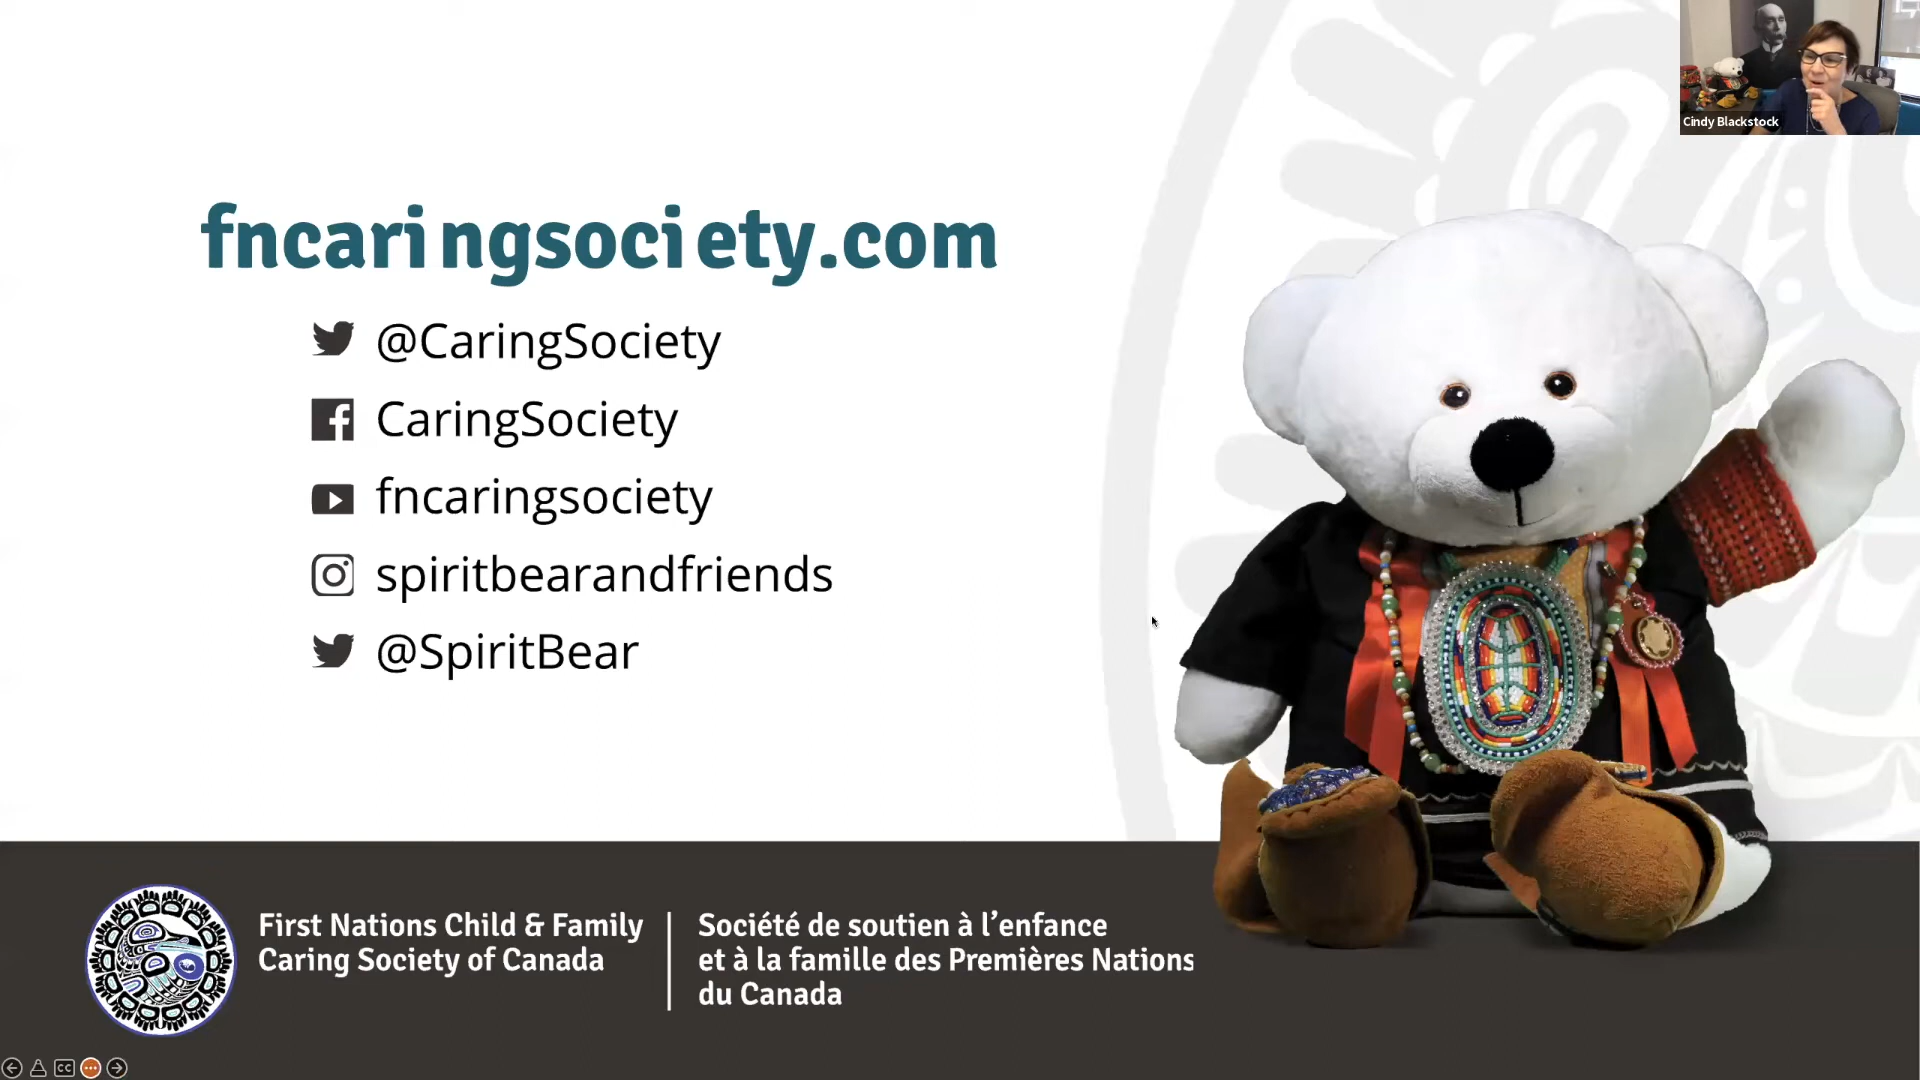 Cindy Blackstock
fncaringsociety.com
@CaringSociety
CaringSociety
fncaringsociety
spiritbearandfriends
@SpiritBear
First Nations Child & Family
Caring Society of Canada
Société de soutien à l’enfance
et à la famille des Premières Nations
du Canada
CC